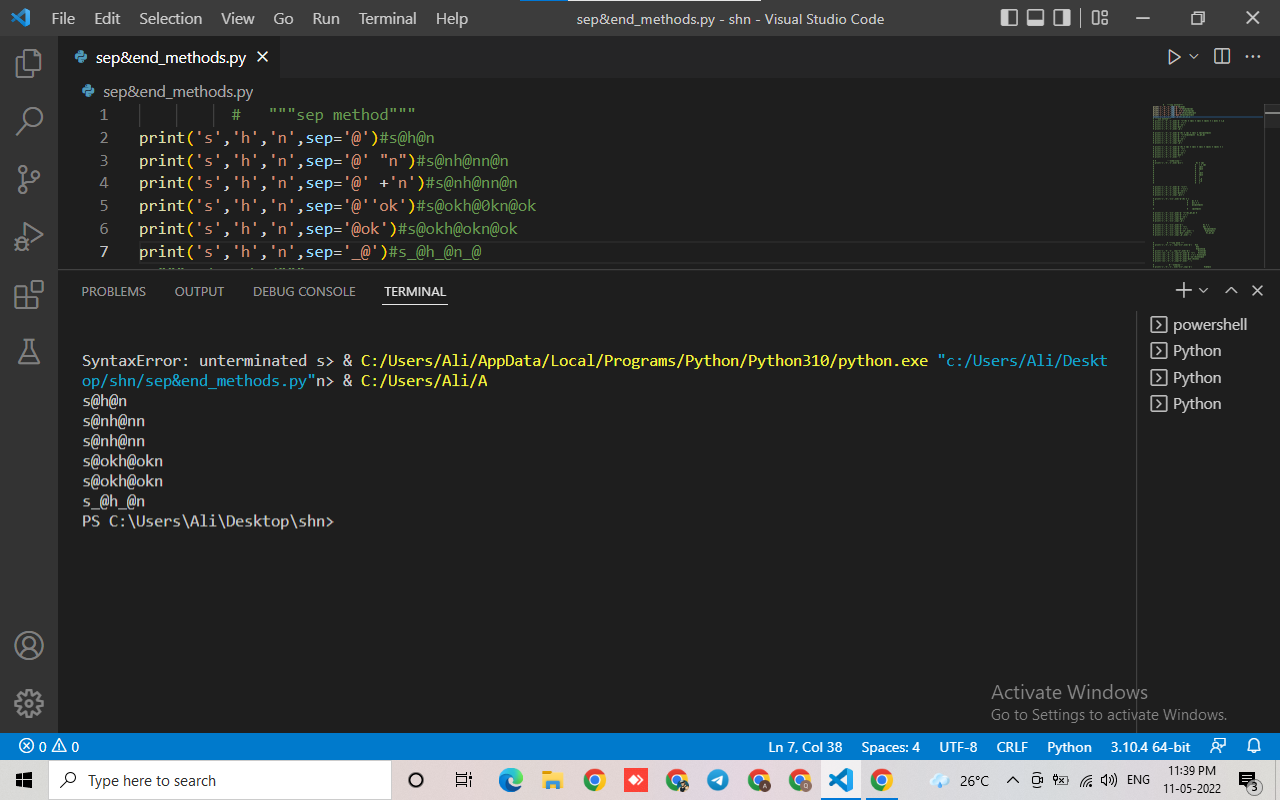 File Edit Selection View Go Run Terminal Help sep&end_methods.py - shn - Visual Studio Code
sep&end_methods.py
sep&end_methods.py
1 # """sep method"""
2 print('s','h','n',sep='@')#s@h@n
3 print('s','h','n',sep='@' "n")#s@nh@nn@n
4 print('s','h','n',sep='@' +'n')#s@nh@nn@n
5 print('s','h','n',sep='@''ok')#s@okh@0kn@ok
6 print('s','h','n',sep='@ok')#s@okh@okn@ok
7 print('s','h','n',sep='_@')#s_@h_@n_@
PROBLEMS OUTPUT DEBUG CONSOLE TERMINAL
powershell
Python
Python
Python
SyntaxError: unterminated s> & C:/Users/Ali/AppData/Local/Programs/Python/Python310/python.exe "c:/Users/Ali/Deskt
op/shn/sep&end_methods.py"n> & C:/Users/Ali/A
s@h@n
s@nh@nn
s@nh@nn
s@okh@okn
s@okh@okn
s_@h_@n
PS C:\Users\Ali\Desktop\shn>
Activate Windows
Go to Settings to activate Windows.
0 0 Ln 7, Col 38 Spaces: 4 UTF-8 CRLF Python 3.10.4 64-bit
Type here to search 26°C ENG 11:39 PM
11-05-2022 3